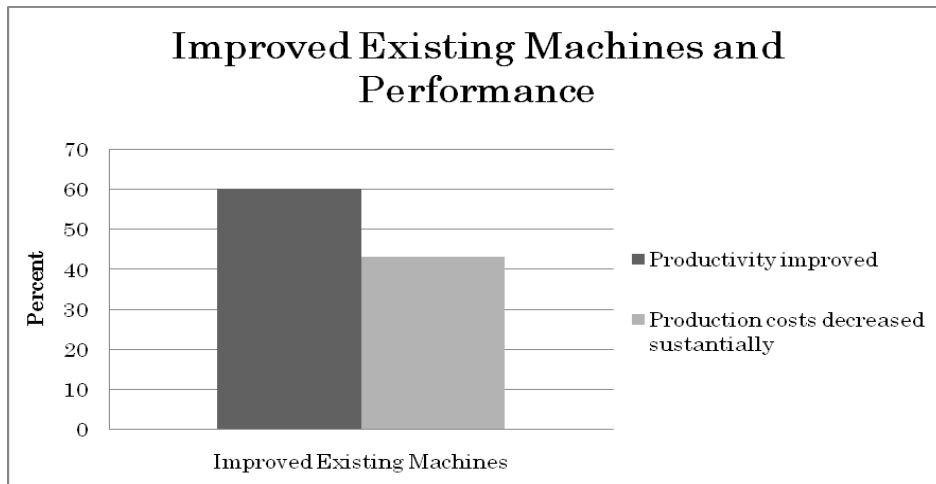 Improved Existing Machines and
Performance
70
60
50
40
30
20
10
0
Percent
Improved Existing Machines
Productivity improved
Production costs decreased
sustantially